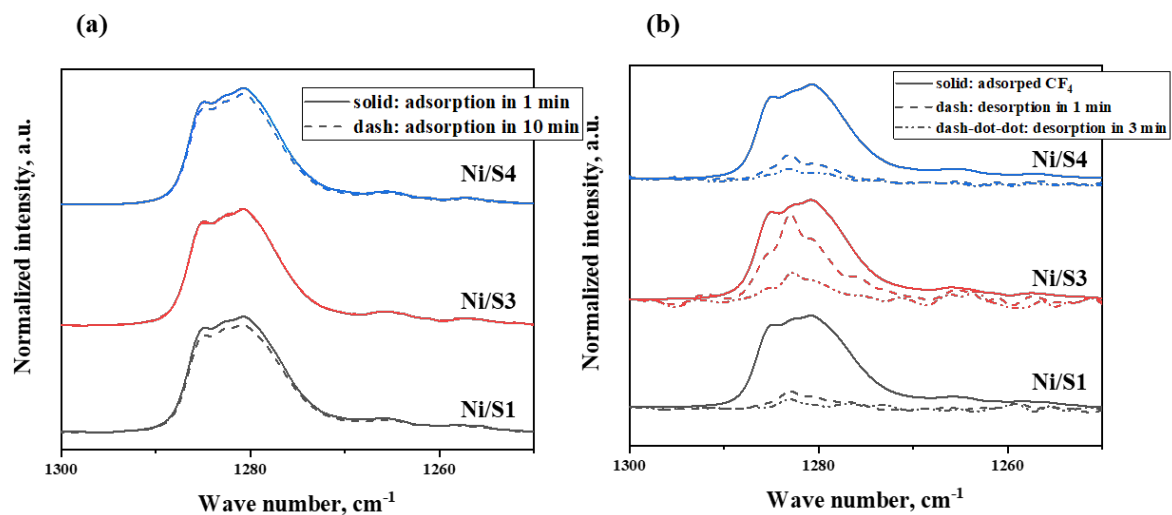 (a)
solid: adsorption in 1 min
dash: adsorption in 10 min
Ni/S4
Ni/S3
Ni/S1
Normalized intensity, a.u.
1300
1280
1260
Wave number, cm⁻¹
(b)
solid: adsorped CF₄
dash: desorption in 1 min
dash-dot-dot: desorption in 3 min
Ni/S4
Ni/S3
Ni/S1
Normalized intensity, a.u.
1300
1280
1260
Wave number, cm⁻¹